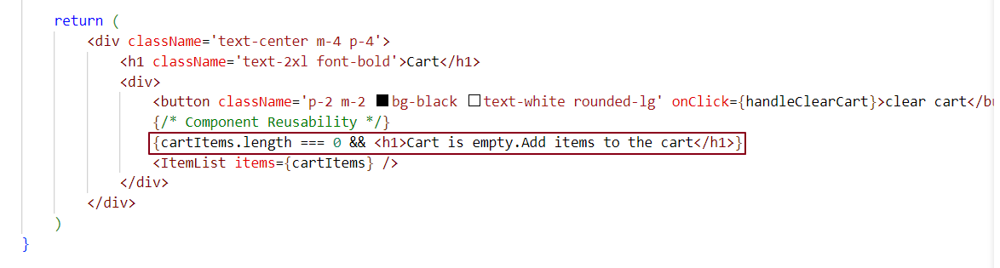 return (
<div className='text-center m-4 p-4'>
<h1 className='text-2xl font-bold'>Cart</h1>
<div>
<button className='p-2 m-2 bg-black text-white rounded-lg' onClick={handleClearCart}>clear cart</bu
{/* Component Reusability */}
{cartItems.length === 0 && <h1>Cart is empty.Add items to the cart</h1>}
<ItemList items={cartItems} />
</div>
</div>
)
}